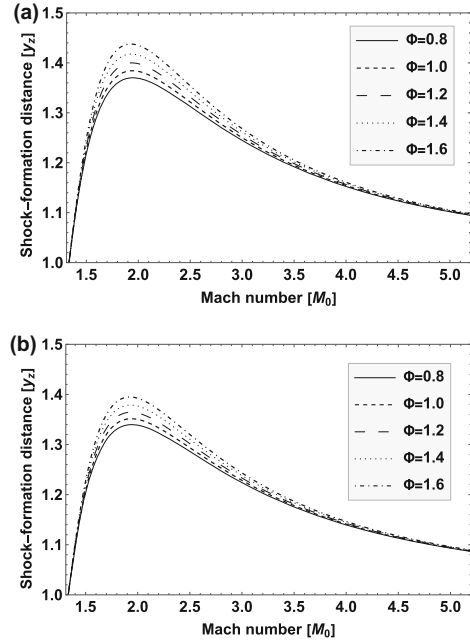 (a)
1.5
1.4
1.3
1.2
1.1
1.0
Shock–formation distance [yz]
Φ=0.8
Φ=1.0
Φ=1.2
Φ=1.4
Φ=1.6
1.5 2.0 2.5 3.0 3.5 4.0 4.5 5.0
Mach number [M0]
(b)
1.5
1.4
1.3
1.2
1.1
1.0
Shock–formation distance [yz]
Φ=0.8
Φ=1.0
Φ=1.2
Φ=1.4
Φ=1.6
1.5 2.0 2.5 3.0 3.5 4.0 4.5 5.0
Mach number [M0]